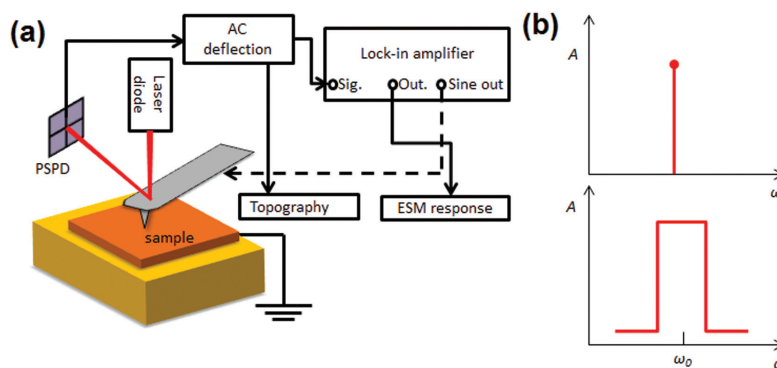 (a)
AC
deflection
Lock-in amplifier
Sig.
Out.
Sine out
Laser
diode
PSPD
Topography
ESM response
sample
(b)
A
A
ω₀